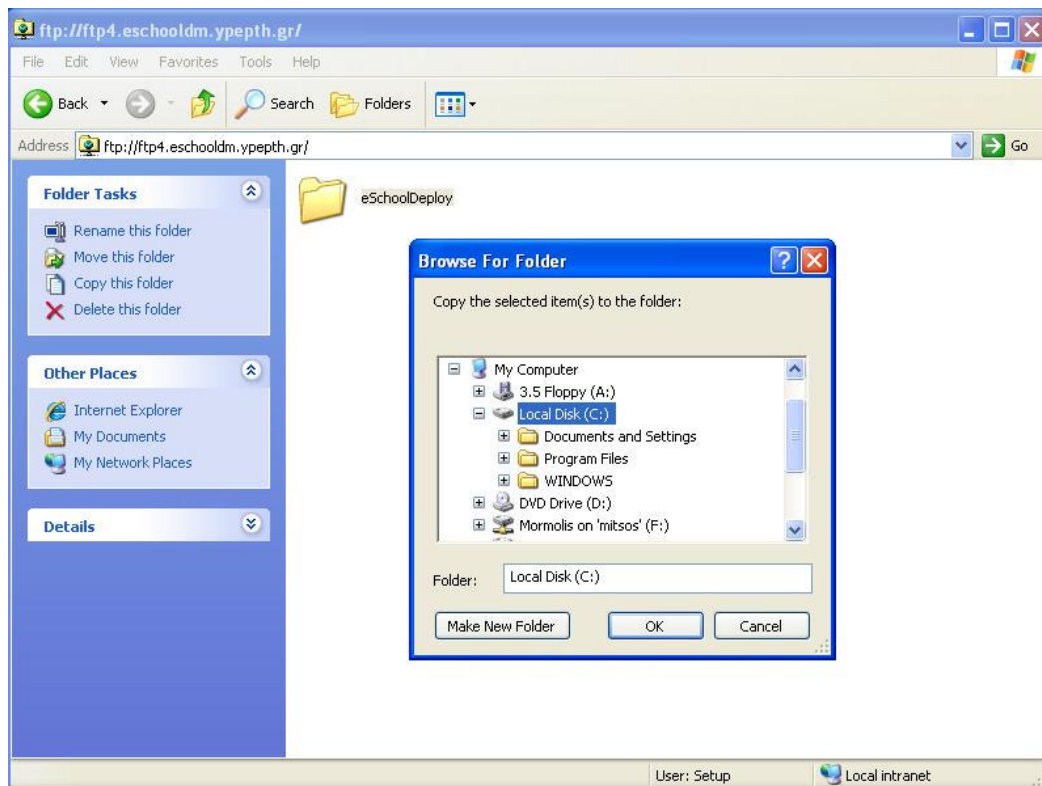 ftp://ftp4.eschooldm.ypepth.gr/
File Edit View Favorites Tools Help
Back Search Folders
Address ftp://ftp4.eschooldm.ypepth.gr/ Go
Folder Tasks
Rename this folder
Move this folder
Copy this folder
Delete this folder
Other Places
Internet Explorer
My Documents
My Network Places
Details
eSchoolDeploy
Browse For Folder
Copy the selected item(s) to the folder:
My Computer
3.5 Floppy (A:)
Local Disk (C:)
Documents and Settings
Program Files
WINDOWS
DVD Drive (D:)
Mormolis on 'mitsos' (F:)
Folder: Local Disk (C:)
Make New Folder OK Cancel
User: Setup Local intranet